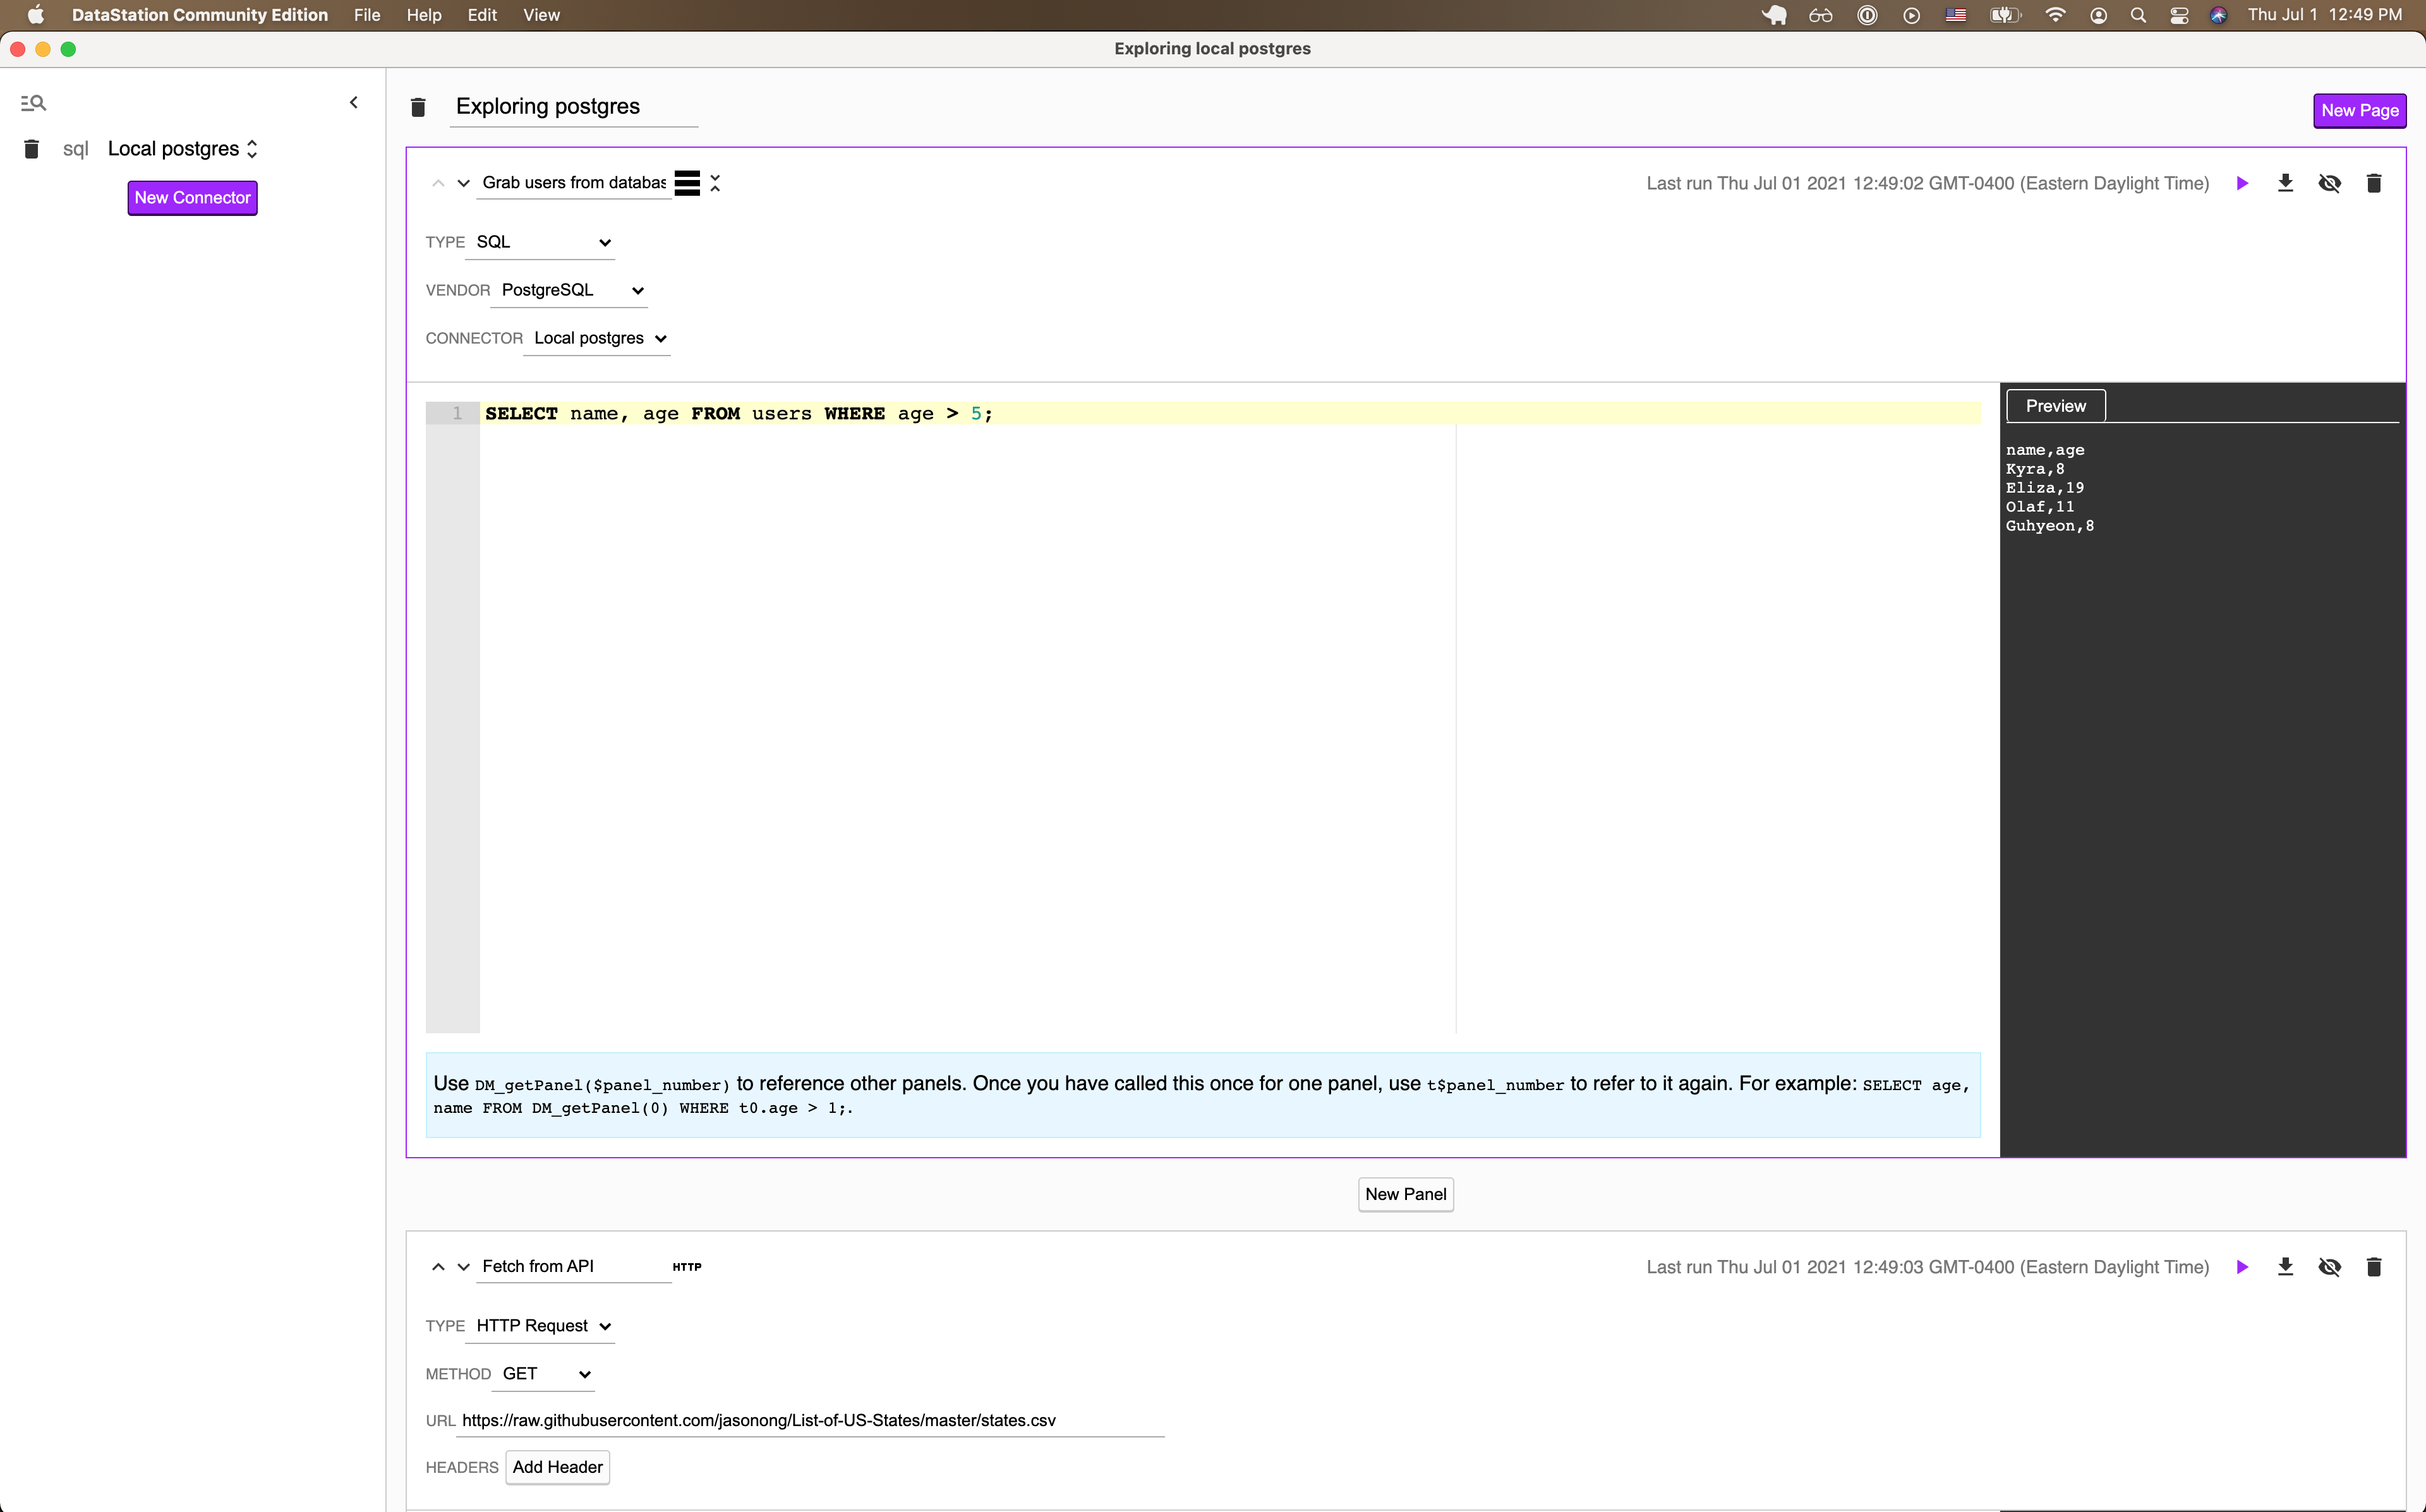 DataStation Community Edition File Help Edit View Thu Jul 1 12:49 PM
Exploring local postgres
Exploring postgres
New Page
sql Local postgres
New Connector
Grab users from databas
Last run Thu Jul 01 2021 12:49:02 GMT-0400 (Eastern Daylight Time)
TYPE SQL
VENDOR PostgreSQL
CONNECTOR Local postgres
1 SELECT name, age FROM users WHERE age > 5;
Preview
name,age
Kyra,8
Eliza,19
Olaf,11
Guhyeon,8
Use DM_getPanel($panel_number) to reference other panels. Once you have called this once for one panel, use t$panel_number to refer to it again. For example: SELECT age,
name FROM DM_getPanel(0) WHERE t0.age > 1;.
New Panel
Fetch from API HTTP
Last run Thu Jul 01 2021 12:49:03 GMT-0400 (Eastern Daylight Time)
TYPE HTTP Request
METHOD GET
URL https://raw.githubusercontent.com/jasonong/List-of-US-States/master/states.csv
HEADERS Add Header